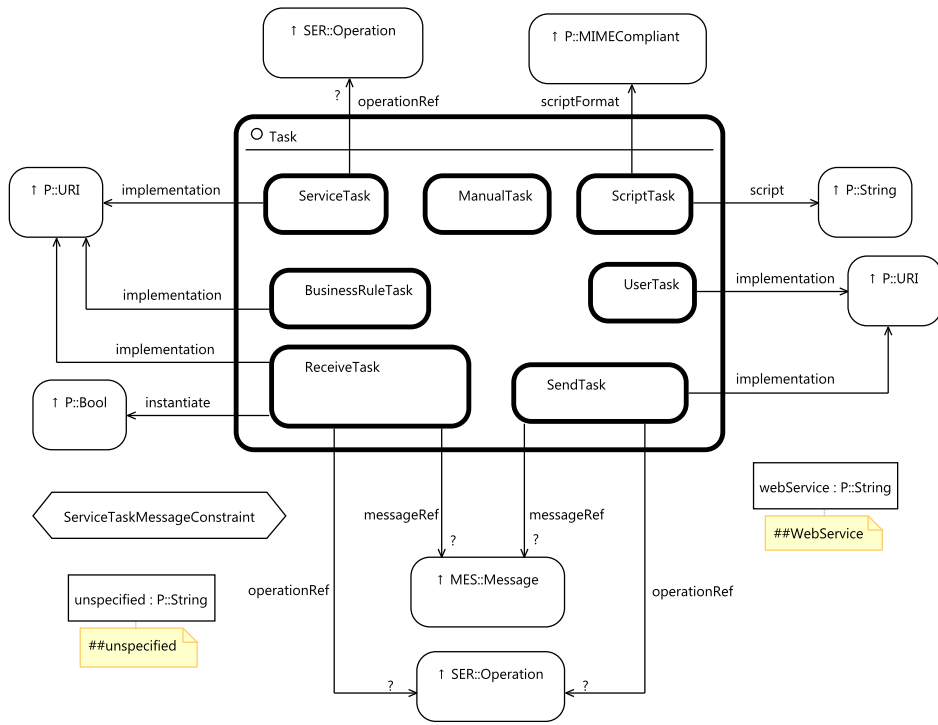 ↑ SER::Operation
↑ P::MIMECompliant
?
operationRef
scriptFormat
Task
↑ P::URI
implementation
ServiceTask
ManualTask
ScriptTask
script
↑ P::String
BusinessRuleTask
implementation
UserTask
implementation
↑ P::URI
implementation
ReceiveTask
SendTask
implementation
↑ P::Bool
instantiate
webService : P::String
##WebService
ServiceTaskMessageConstraint
messageRef
?
messageRef
?
↑ MES::Message
operationRef
operationRef
unspecified : P::String
##unspecified
↑ SER::Operation
?
?